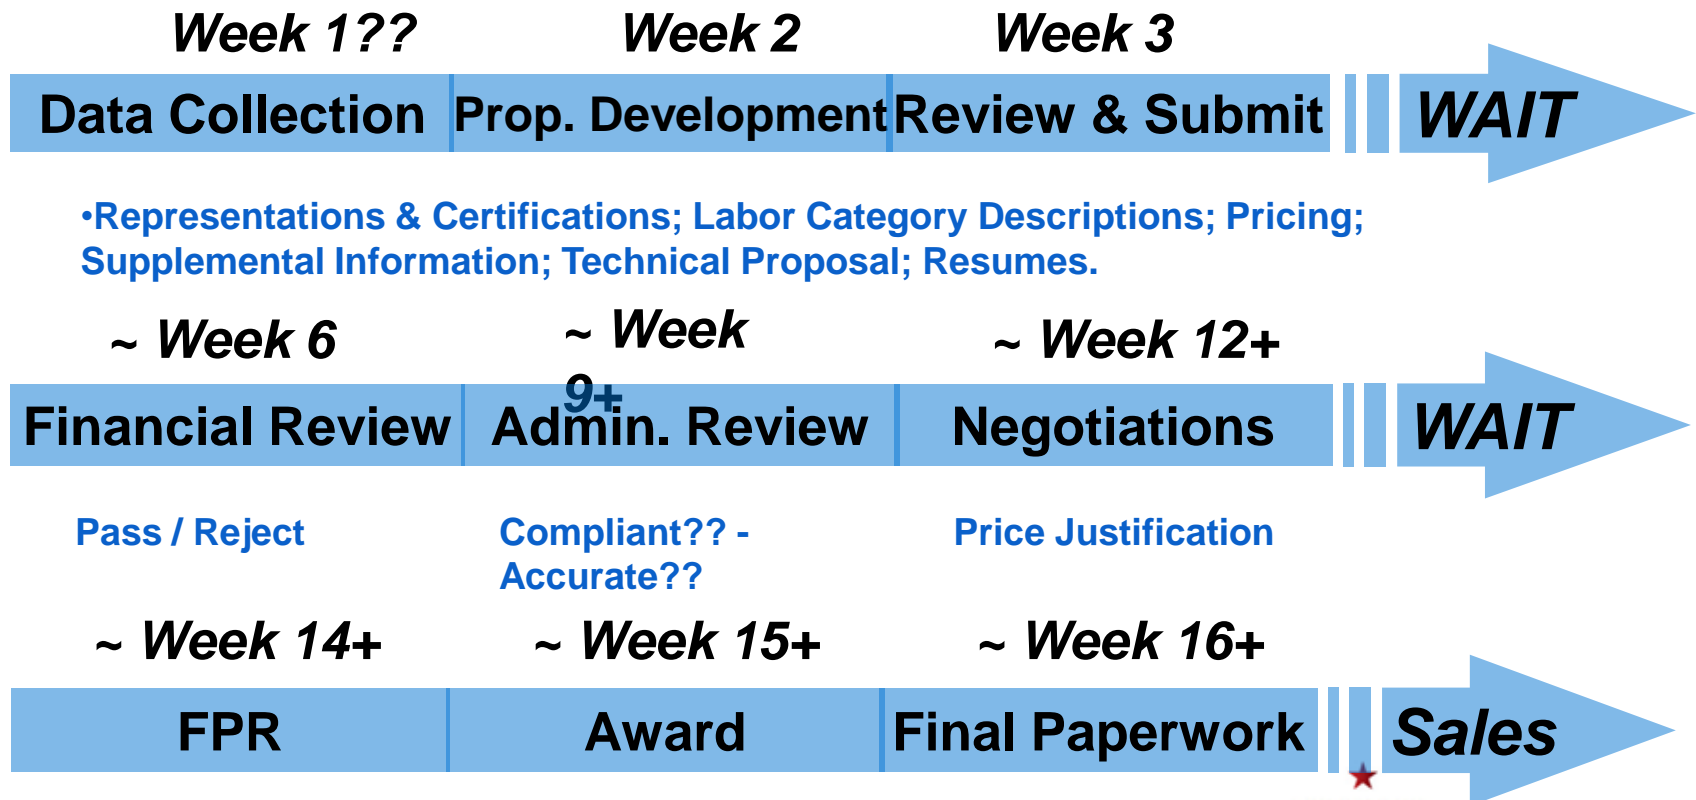 Week 1?? Week 2 Week 3
Data Collection Prop. Development Review & Submit WAIT
•Representations & Certifications; Labor Category Descriptions; Pricing;
Supplemental Information; Technical Proposal; Resumes.
~ Week 6 ~ Week 9+ ~ Week 12+
Financial Review Admin. Review Negotiations WAIT
Pass / Reject Compliant?? - Price Justification
Accurate??
~ Week 14+ ~ Week 15+ ~ Week 16+
FPR Award Final Paperwork Sales